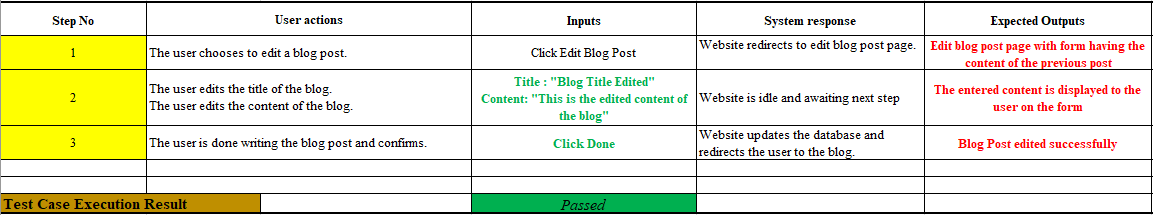 Step No User actions Inputs System response Expected Outputs
1 The user chooses to edit a blog post. Click Edit Blog Post Website redirects to edit blog post page. Edit blog post page with form having the
content of the previous post
2 The user edits the title of the blog.
The user edits the content of the blog. Title : "Blog Title Edited"
Content: "This is the edited content of
the blog" Website is idle and awaiting next step The entered content is displayed to the
user on the form
3 The user is done writing the blog post and confirms. Click Done Website updates the database and
redirects the user to the blog. Blog Post edited successfully
Test Case Execution Result Passed